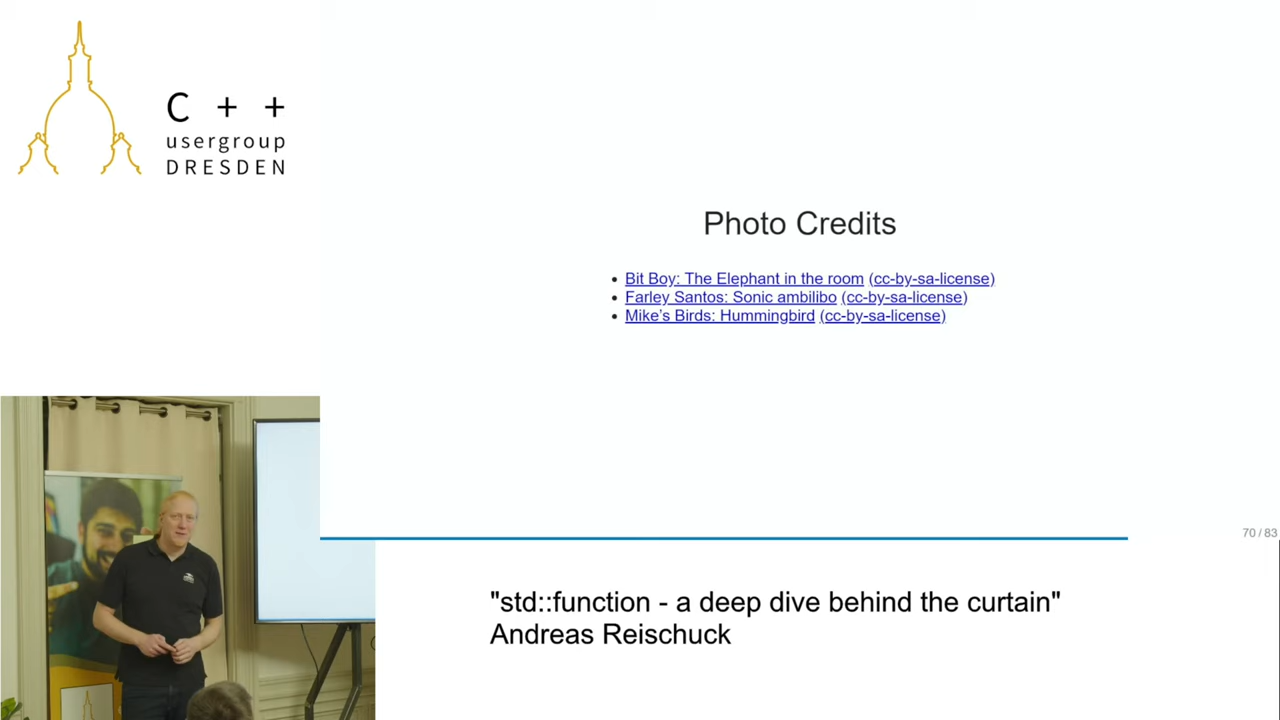 C + +
usergroup
DRESDEN
Photo Credits
• Bit Boy: The Elephant in the room (cc-by-sa-license)
• Farley Santos: Sonic ambilibo (cc-by-sa-license)
• Mike's Birds: Hummingbird (cc-by-sa-license)
70 / 83
"std::function - a deep dive behind the curtain"
Andreas Reischuck